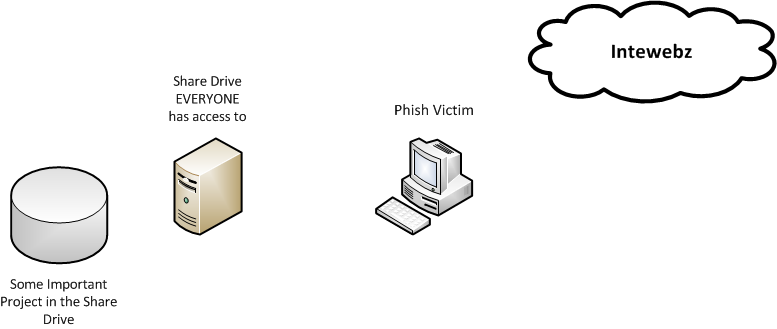 Intewebz
Share Drive
EVERYONE
has access to
Phish Victim
Some Important
Project in the Share
Drive